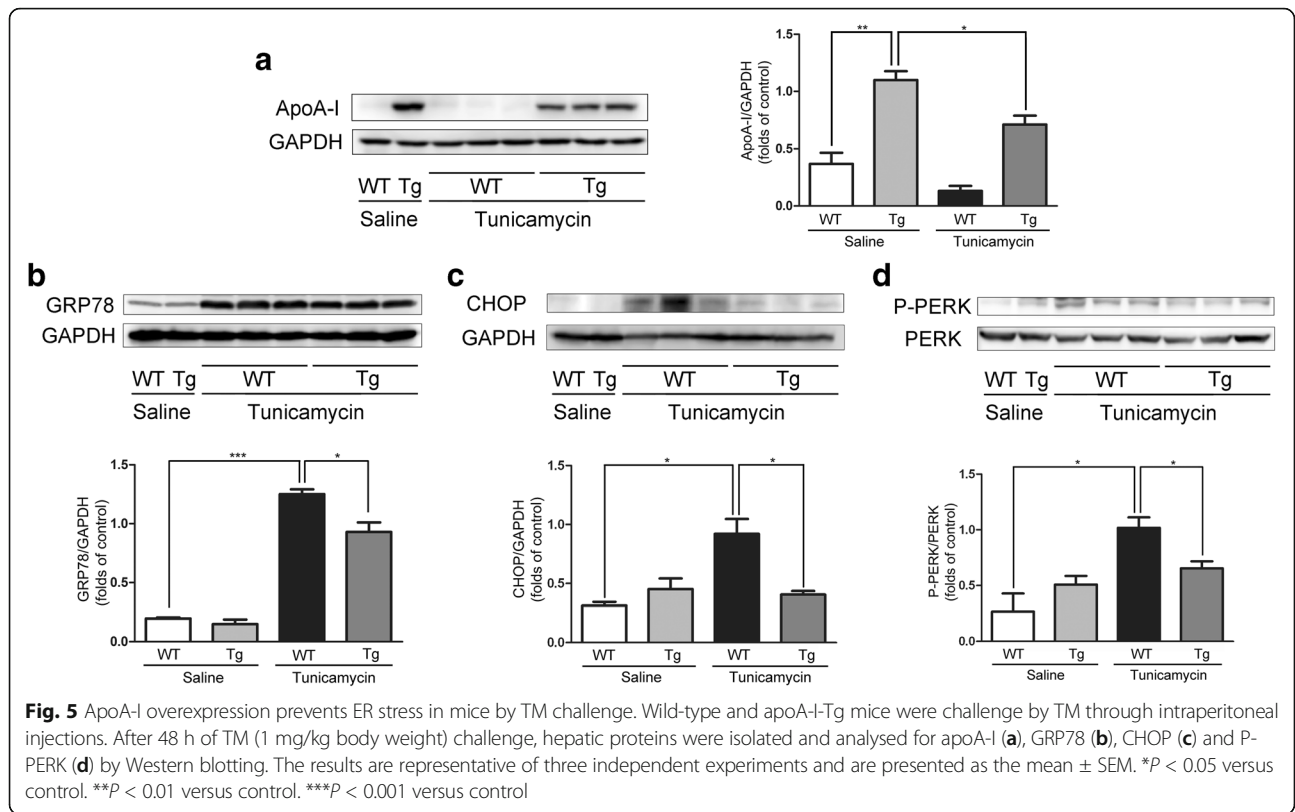 a
ApoA-I
GAPDH
WT Tg WT Tg
Saline Tunicamycin
ApoA-I/GAPDH
(folds of control)
1.5
1.0
0.5
0.0
** *
WT Tg WT Tg
Saline Tunicamycin
b
GRP78
GAPDH
WT Tg WT Tg
Saline Tunicamycin
GRP78/GAPDH
(folds of control)
1.5
1.0
0.5
0.0
*** *
WT Tg WT Tg
Saline Tunicamycin
c
CHOP
GAPDH
WT Tg WT Tg
Saline Tunicamycin
CHOP/GAPDH
(folds of control)
1.5
1.0
0.5
0.0
* *
WT Tg WT Tg
Saline Tunicamycin
d
P-PERK
PERK
WT Tg WT Tg
Saline Tunicamycin
P-PERK/PERK
(folds of control)
1.5
1.0
0.5
0.0
* *
WT Tg WT Tg
Saline Tunicamycin
Fig. 5 ApoA-I overexpression prevents ER stress in mice by TM challenge. Wild-type and apoA-I-Tg mice were challenge by TM through intraperitoneal
injections. After 48 h of TM (1 mg/kg body weight) challenge, hepatic proteins were isolated and analysed for apoA-I (a), GRP78 (b), CHOP (c) and P-
PERK (d) by Western blotting. The results are representative of three independent experiments and are presented as the mean ± SEM. *P < 0.05 versus
control. **P < 0.01 versus control. ***P < 0.001 versus control